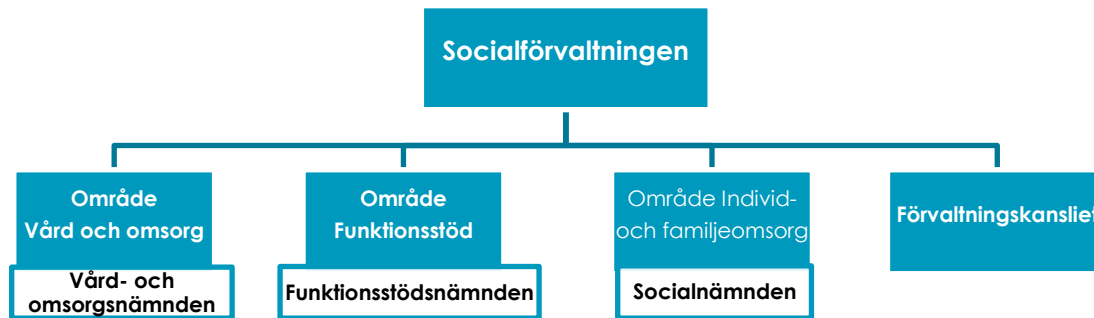 Socialförvaltningen
Område
Vård och omsorg
Vård- och
omsorgsnämnden
Område
Funktionsstöd
Funktionsstödsnämnden
Område Individ-
och familjeomsorg
Socialnämnden
Förvaltningskansliet